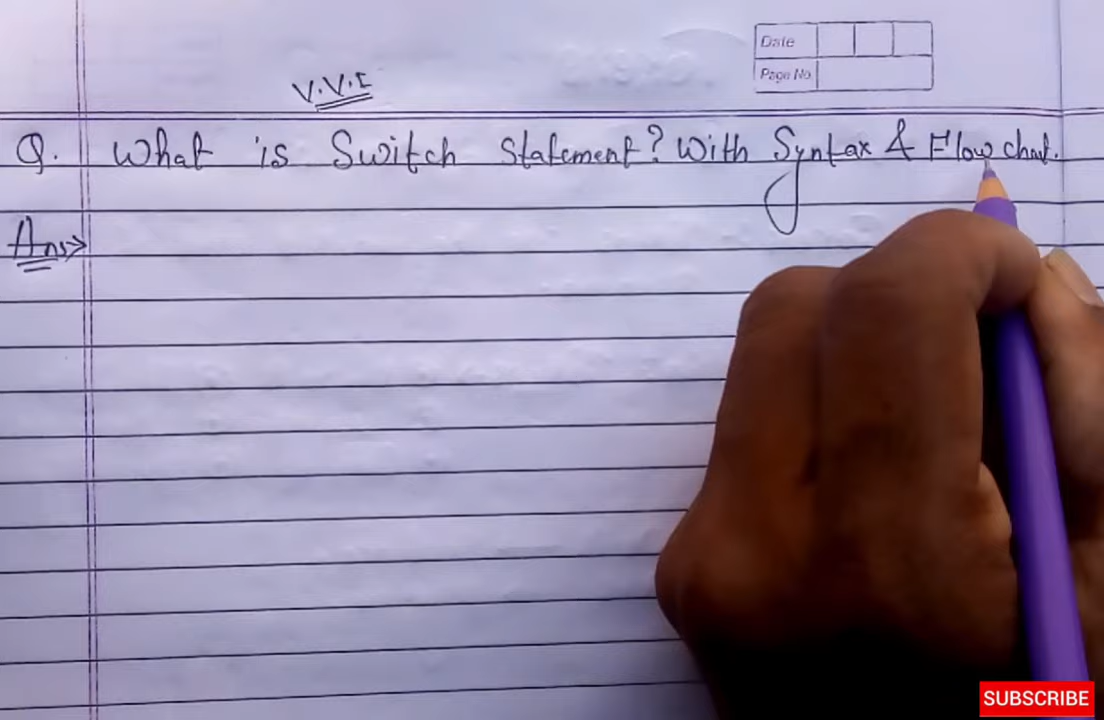 Date
Page No.
V.V.I
Q. What is Switch Statement? With Syntax & Flow chart.
Ans→
SUBSCRIBE